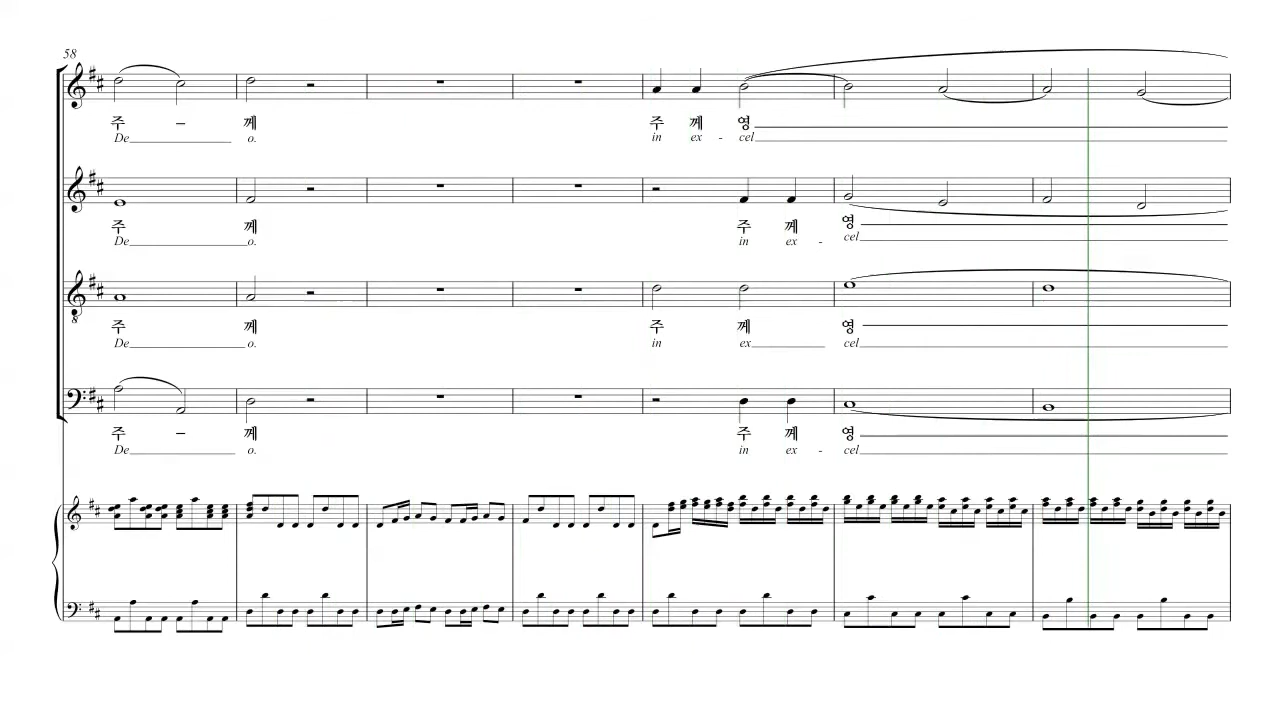 58
주 – 께 주 께 영
De o. in ex - cel
주 께 주 께 영
De o. in ex - cel
주 께 주 께 영
De o. in ex cel
주 – 께 주 께 영
De o. in ex - cel